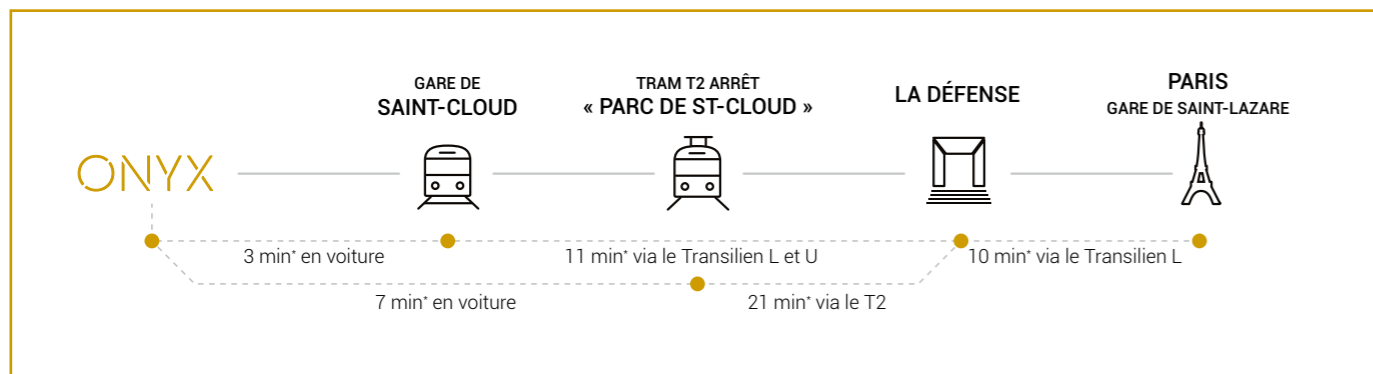 ONYX
GARE DE
SAINT-CLOUD
TRAM T2 ARRÊT
« PARC DE ST-CLOUD »
LA DÉFENSE
PARIS
GARE DE SAINT-LAZARE
3 min* en voiture
11 min* via le Transilien L et U
10 min* via le Transilien L
7 min* en voiture
21 min* via le T2